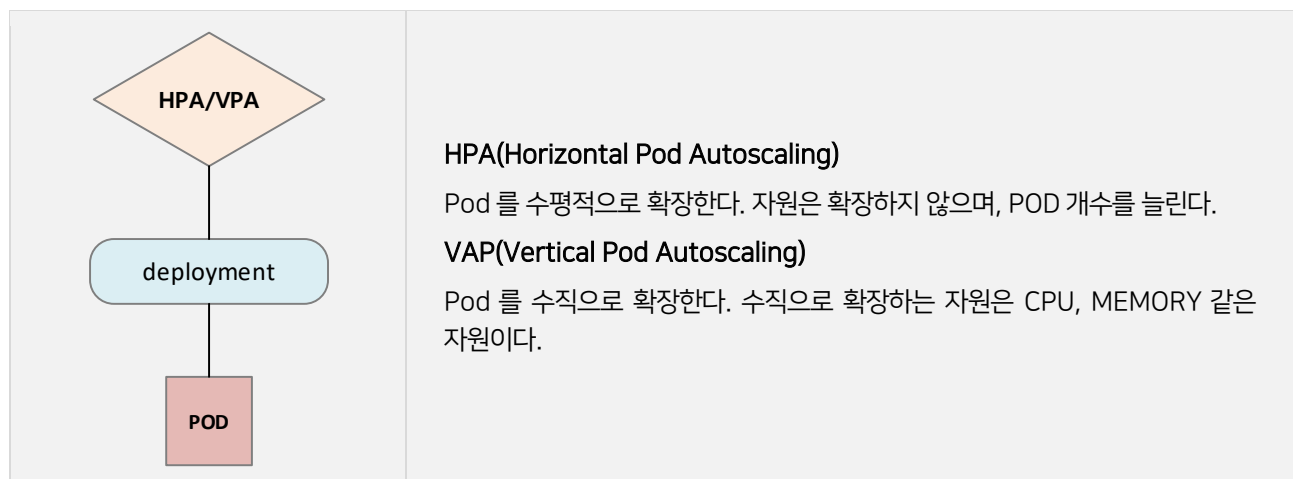 HPA/VPA
deployment
POD
HPA(Horizontal Pod Autoscaling)
Pod 를 수평적으로 확장한다. 자원은 확장하지 않으며, POD 개수를 늘린다.
VAP(Vertical Pod Autoscaling)
Pod 를 수직으로 확장한다. 수직으로 확장하는 자원은 CPU, MEMORY 같은
자원이다.